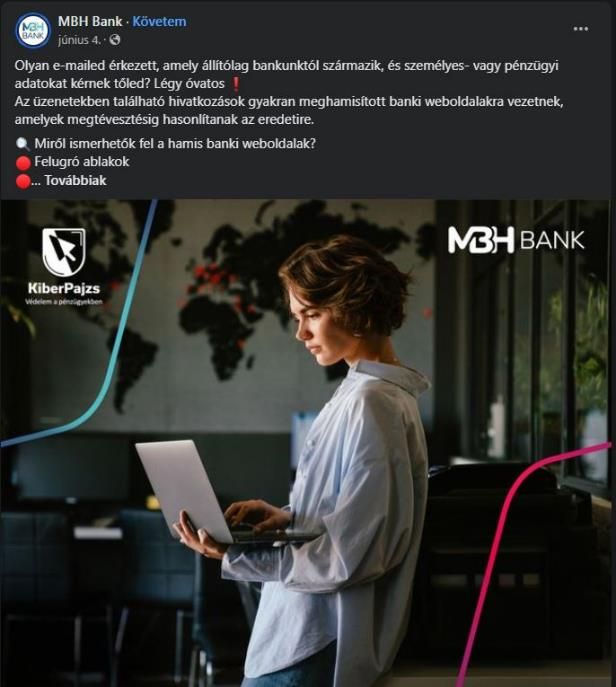 MBH BANK
MBH Bank · Követem
június 4. ·
Olyan e-mailed érkezett, amely állítólag bankunktól származik, és személyes- vagy pénzügyi
adatokat kérnek tőled? Légy óvatos ❗
Az üzenetekben található hivatkozások gyakran meghamisított banki weboldalakra vezetnek,
amelyek megtévesztésig hasonlítanak az eredetire.
🔍 Miről ismerhetők fel a hamis banki weboldalak?
🔴 Felugró ablakok
🔴... Továbbiak
KiberPajzs
Védelem a pénzügyekben
MBH BANK